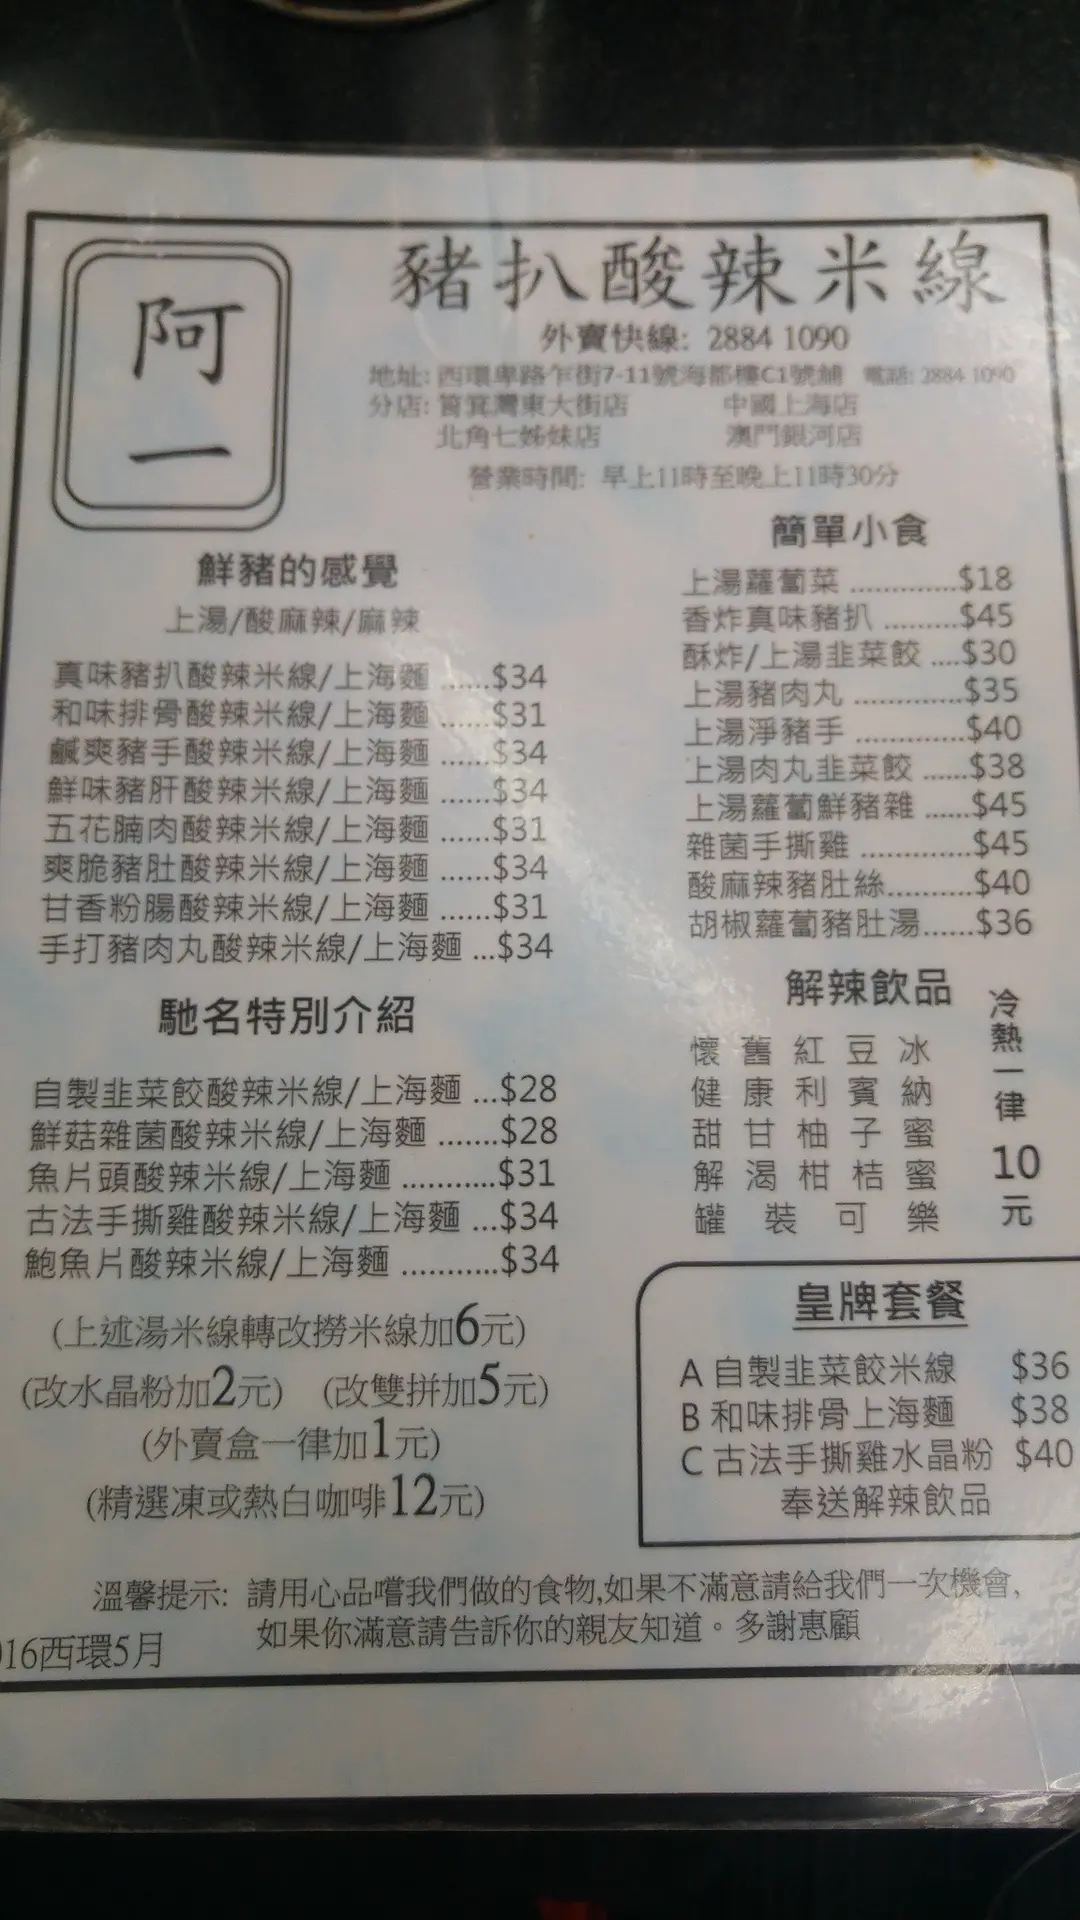 阿一
豬扒酸辣米線
外賣快線: 2884 1090
地址: 西環卑路乍街7-11號海都樓C1號舖 電話: 2884 1090
分店: 筲箕灣東大街店 中國上海店
北角七姊妹店 澳門銀河店
營業時間: 早上11時至晚上11時30分
鮮豬的感覺
上湯/酸麻辣/麻辣
真味豬扒酸辣米線/上海麵 ......$34
和味排骨酸辣米線/上海麵 ......$31
鹹爽豬手酸辣米線/上海麵 ......$34
鮮味豬肝酸辣米線/上海麵 ......$34
五花腩肉酸辣米線/上海麵 ......$31
爽脆豬肚酸辣米線/上海麵 ......$34
甘香粉腸酸辣米線/上海麵 ......$31
手打豬肉丸酸辣米線/上海麵 ...$34
馳名特別介紹
自製韭菜餃酸辣米線/上海麵 ...$28
鮮菇雜菌酸辣米線/上海麵 .......$28
魚片頭酸辣米線/上海麵 ...........$31
古法手撕雞酸辣米線/上海麵 ...$34
鮑魚片酸辣米線/上海麵 ...........$34
(上述湯米線轉改撈米線加6元)
(改水晶粉加2元) (改雙拼加5元)
(外賣盒一律加1元)
(精選凍或熱白咖啡12元)
簡單小食
上湯蘿蔔菜 .............$18
香炸真味豬扒 .........$45
酥炸/上湯韭菜餃 ....$30
上湯豬肉丸 .............$35
上湯淨豬手 .............$40
上湯肉丸韭菜餃 ......$38
上湯蘿蔔鮮豬雜 ......$45
雜菌手撕雞 .............$45
酸麻辣豬肚絲..........$40
胡椒蘿蔔豬肚湯.......$36
解辣飲品
懷舊紅豆冰
健康利賓納
甜甘柚子蜜
解渴柑桔蜜
罐裝可樂
冷熱一律10元
皇牌套餐
A 自製韭菜餃米線 $36
B 和味排骨上海麵 $38
C 古法手撕雞水晶粉 $40
奉送解辣飲品
溫馨提示: 請用心品嚐我們做的食物,如果不滿意請給我們一次機會,
如果你滿意請告訴你的親友知道。多謝惠顧
016西環5月